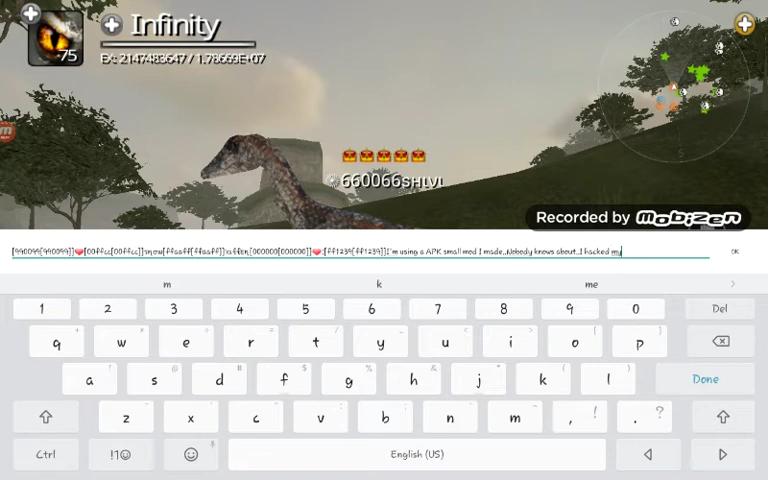 Infinity
75
EX: 2147483647 / 1.78669E+07
660066SHLVL
Recorded by mobizen
S
[990099[990099]]❤[00ffcc[00ffcc]]snow[ffaaff[ffaaff]]kitten[000000[000000]]❤:[ff1239[ff1239]]I'm using a APK small mod I made..Nobody knows about..I hacked my
OK
m k me
1 2 3 4 5 6 7 8 9 0 Del
q w e r t y u i o p
a s d f g h j k l Done
z x c v b n m , ! . ?
Ctrl !1☺ English (US)